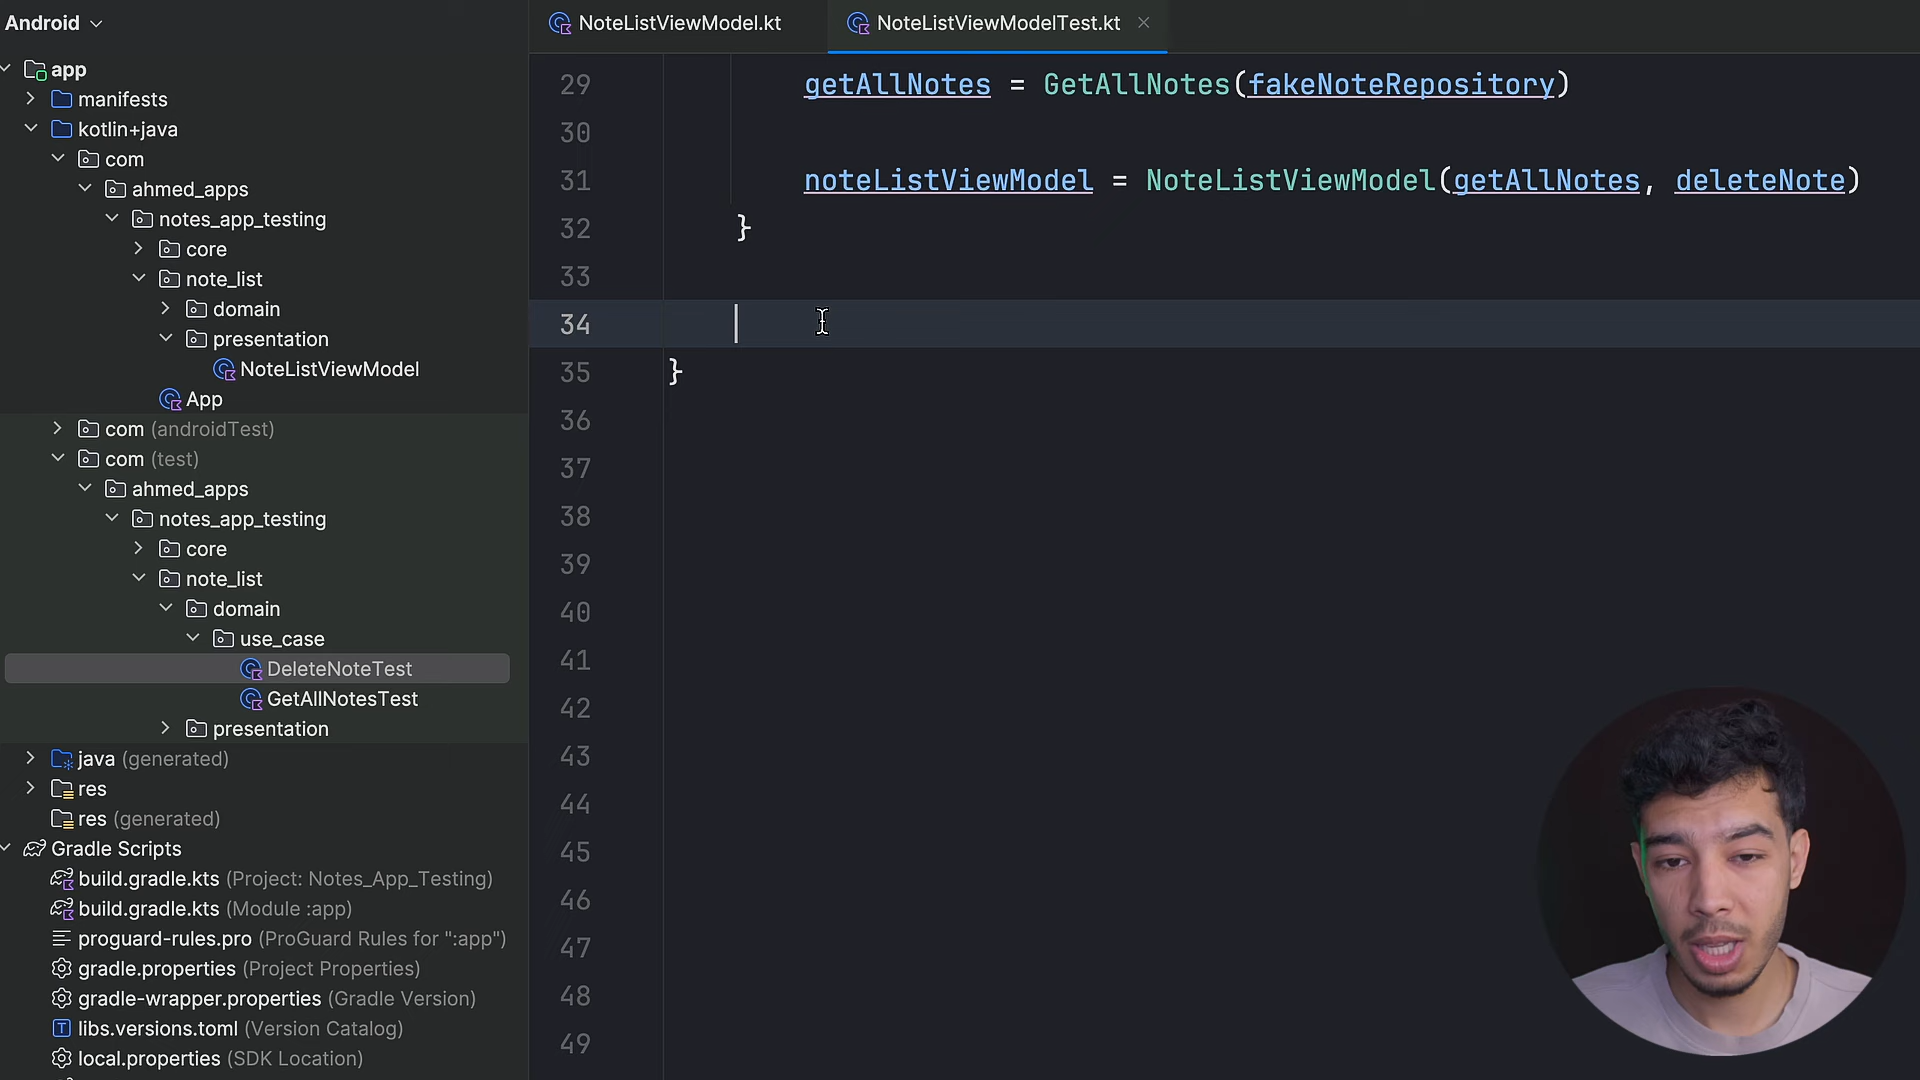 Android
app
manifests
kotlin+java
com
ahmed_apps
notes_app_testing
core
note_list
domain
presentation
NoteListViewModel
App
com (androidTest)
com (test)
ahmed_apps
notes_app_testing
core
note_list
domain
use_case
DeleteNoteTest
GetAllNotesTest
presentation
java (generated)
res
res (generated)
Gradle Scripts
build.gradle.kts (Project: Notes_App_Testing)
build.gradle.kts (Module :app)
proguard-rules.pro (ProGuard Rules for ":app")
gradle.properties (Project Properties)
gradle-wrapper.properties (Gradle Version)
libs.versions.toml (Version Catalog)
local.properties (SDK Location)
NoteListViewModel.kt NoteListViewModelTest.kt
29 getAllNotes = GetAllNotes(fakeNoteRepository)
30
31 noteListViewModel = NoteListViewModel(getAllNotes, deleteNote)
32 }
33
34
35 }
36
37
38
39
40
41
42
43
44
45
46
47
48
49